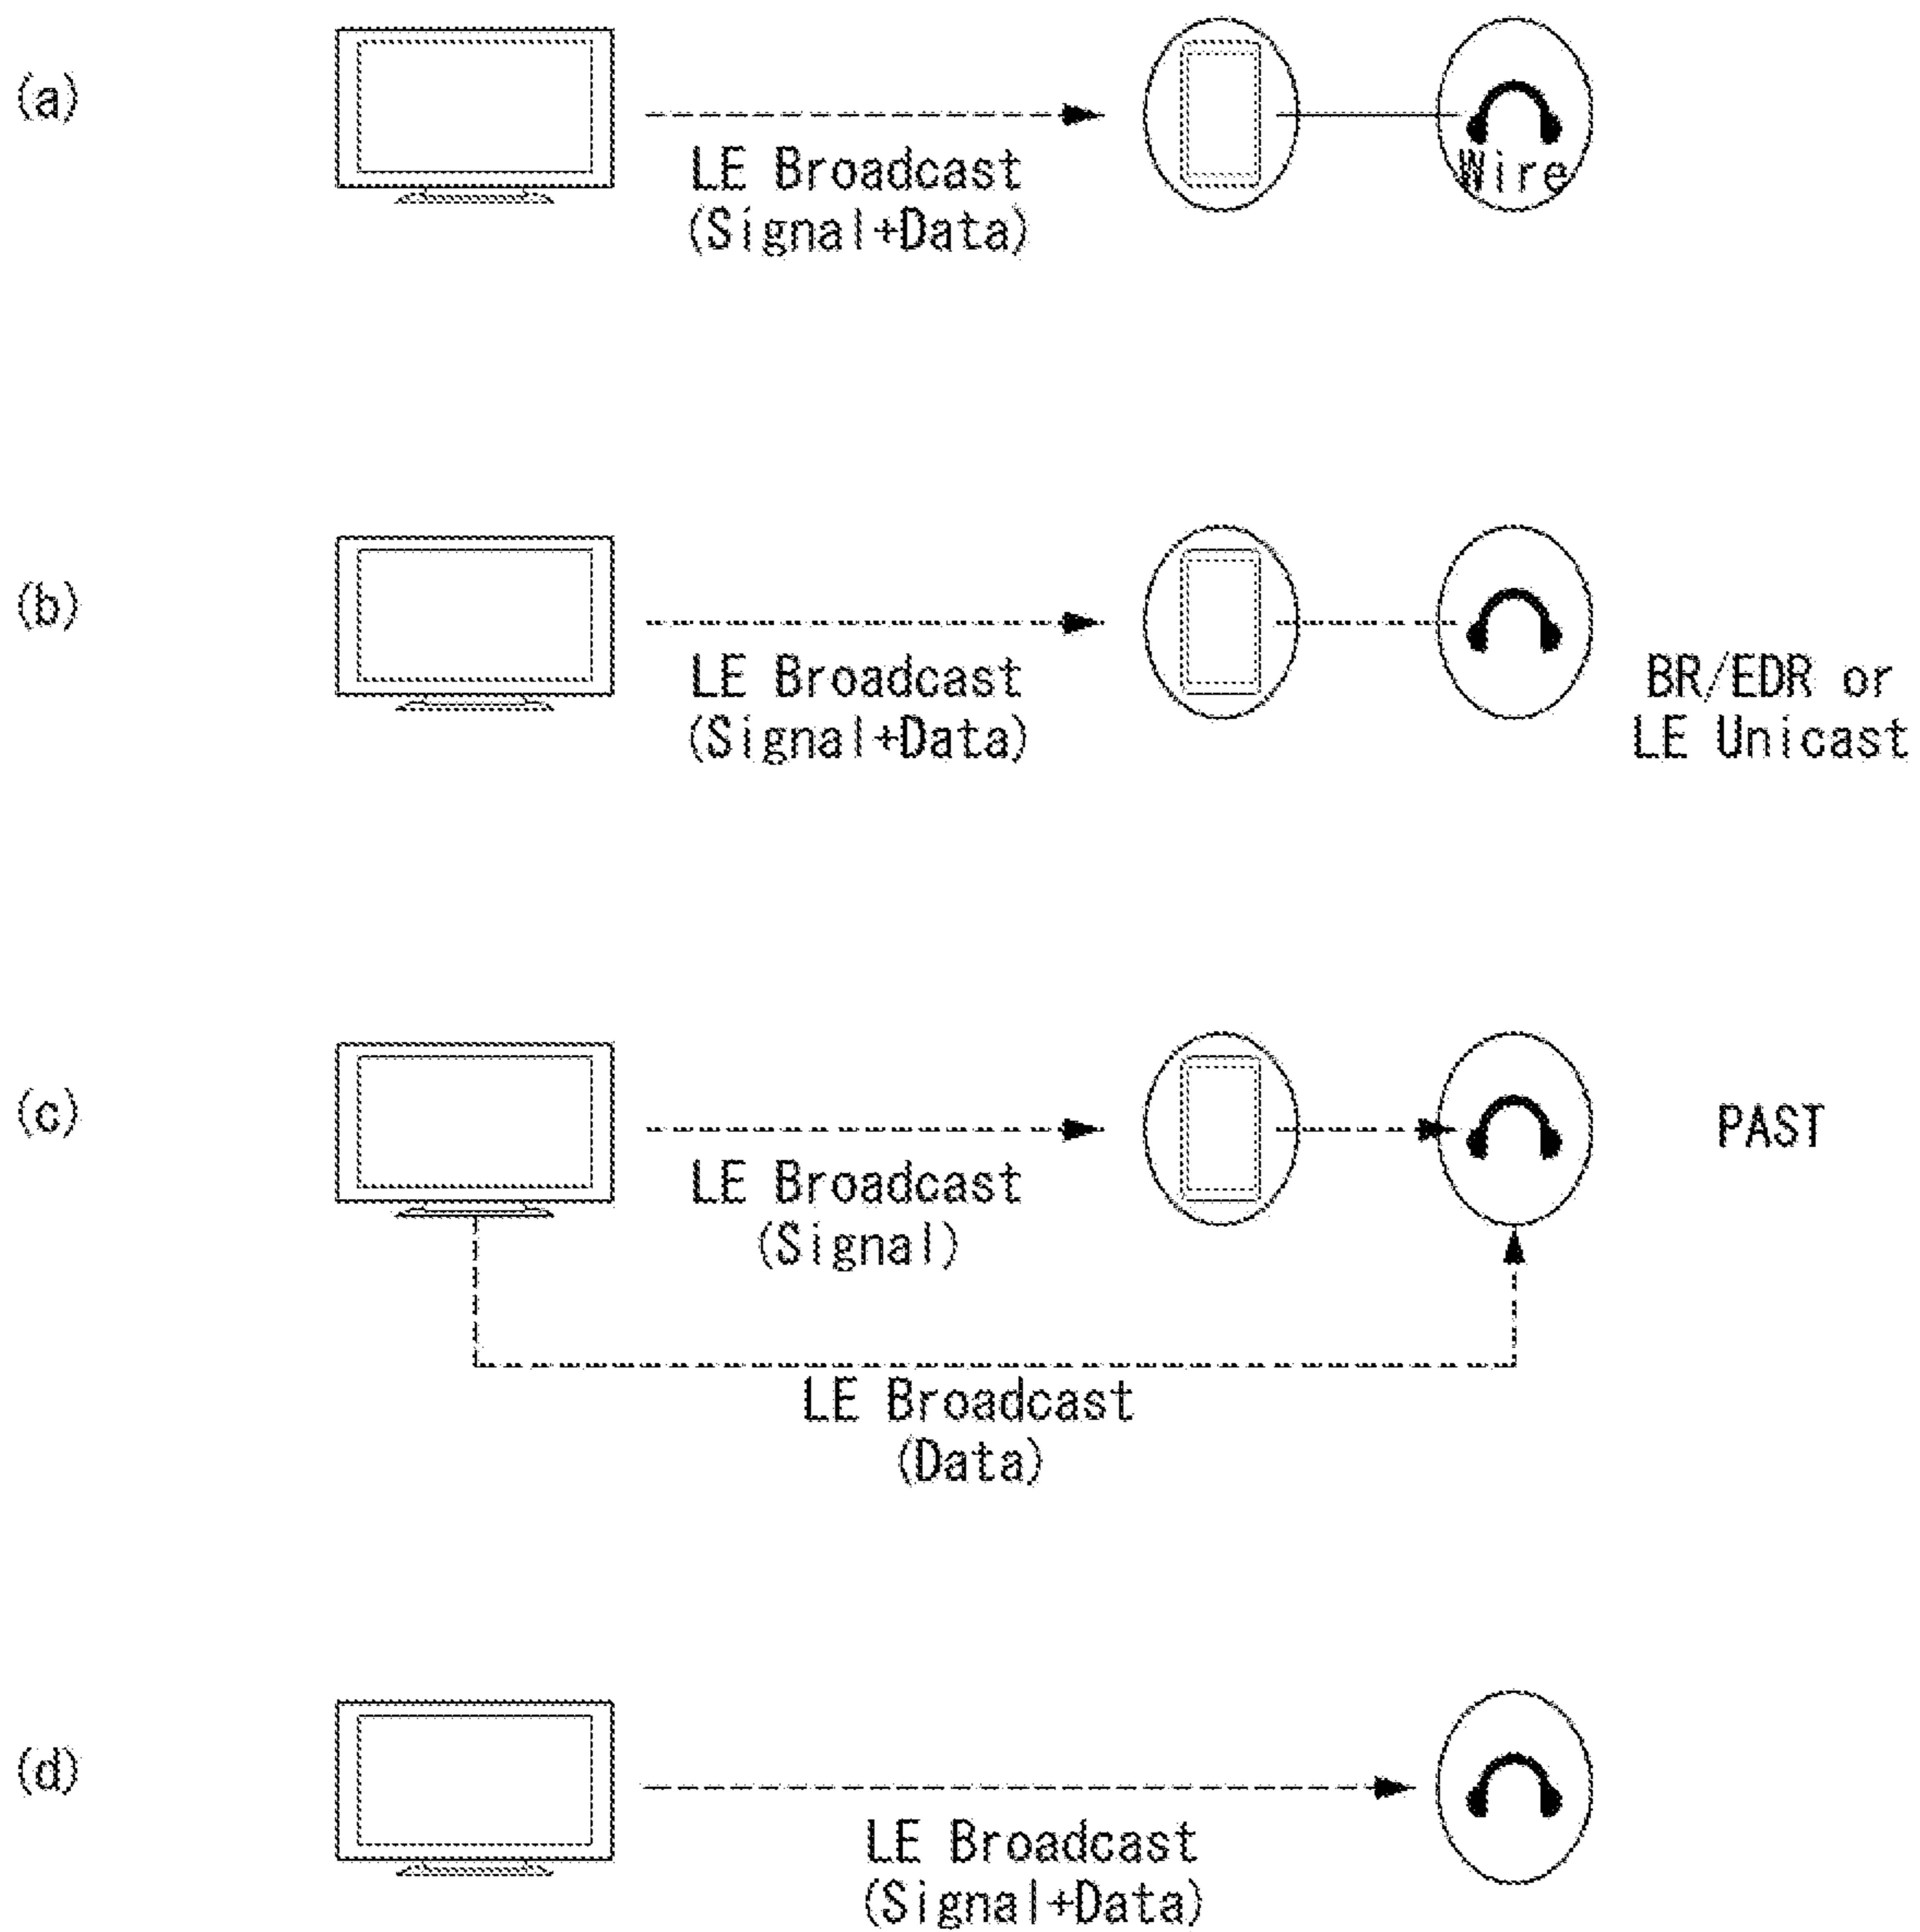 (a)
LE Broadcast
(Signal+Data)
Wire
(b)
LE Broadcast
(Signal+Data)
BR/EDR or
LE Unicast
(c)
LE Broadcast
(Signal)
PAST
LE Broadcast
(Data)
(d)
LE Broadcast
(Signal+Data)